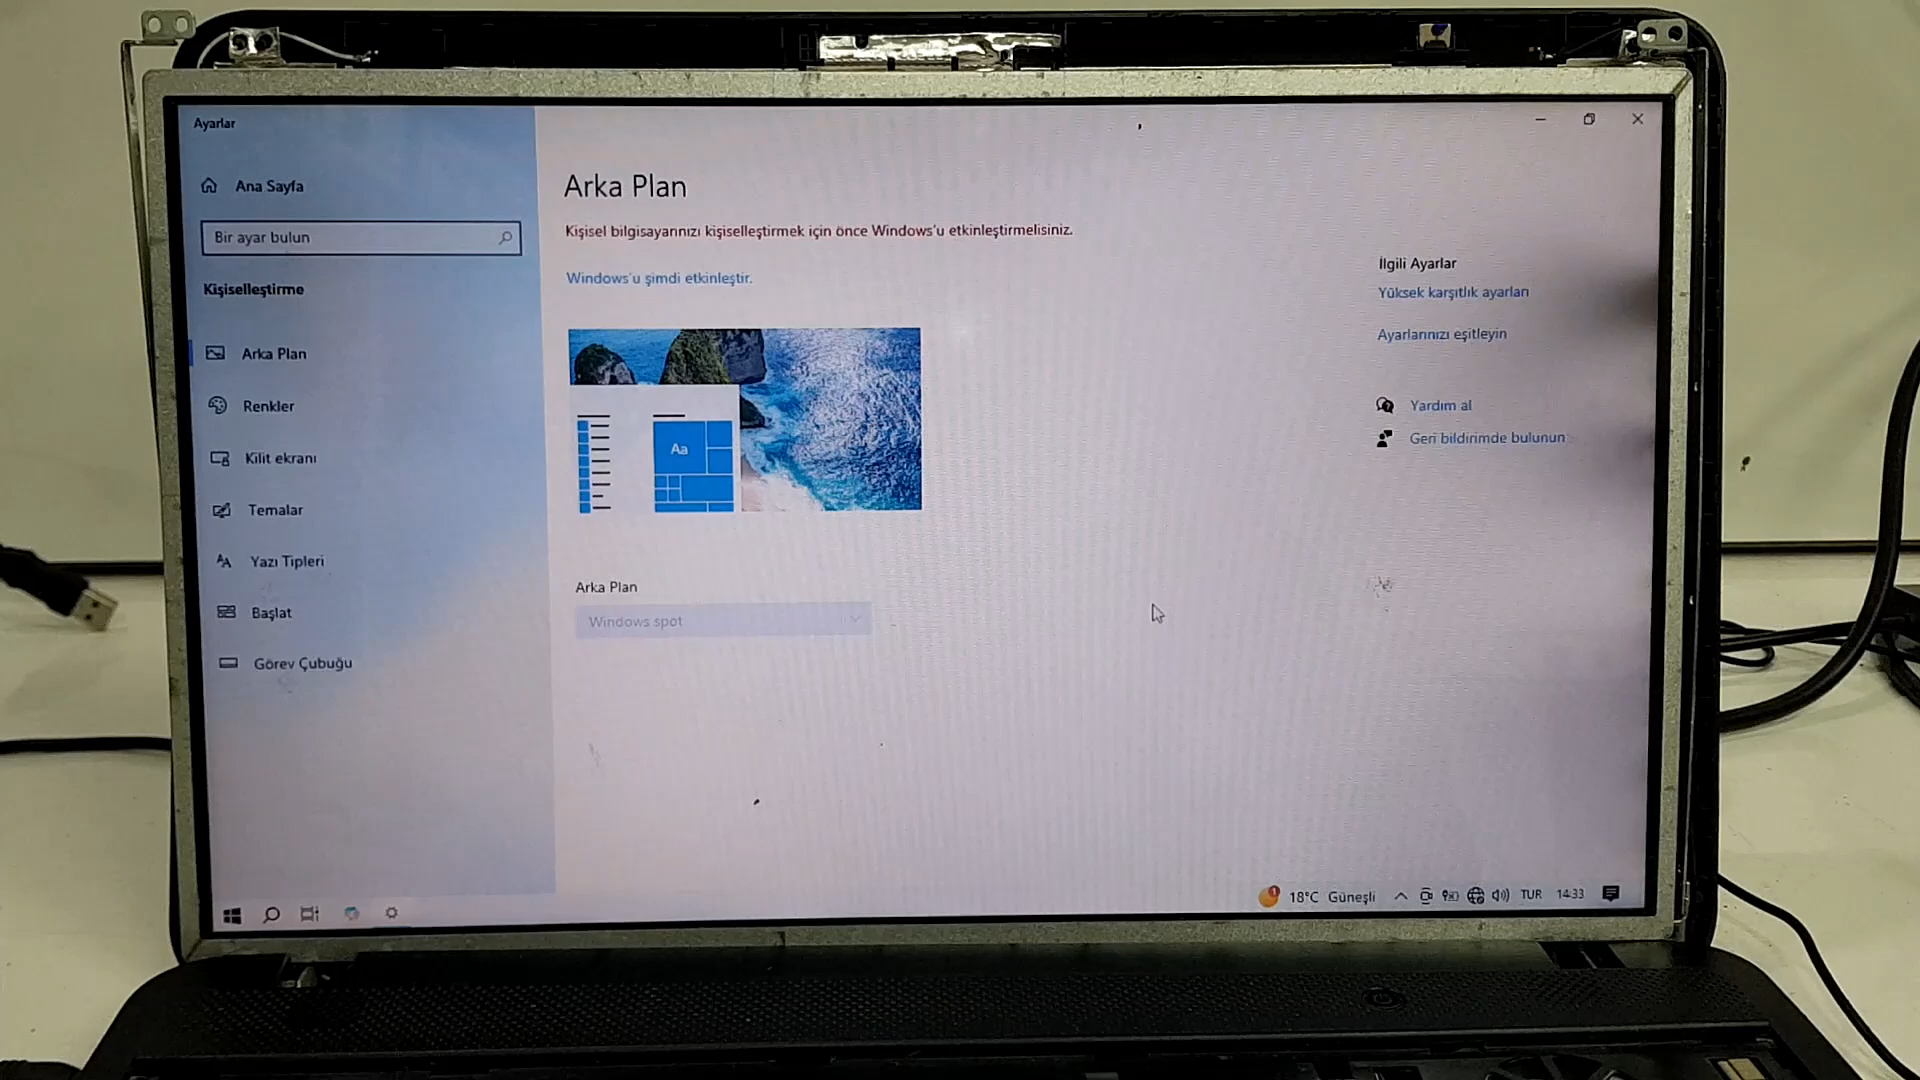 Ayarlar
Ana Sayfa
Bir ayar bulun
Kişiselleştirme
Arka Plan
Renkler
Kilit ekranı
Temalar
Yazı Tipleri
Başlat
Görev Çubuğu
Arka Plan
Kişisel bilgisayarınızı kişiselleştirmek için önce Windows'u etkinleştirmelisiniz.
Windows'u şimdi etkinleştir.
Aa
Arka Plan
Windows spot
İlgili Ayarlar
Yüksek karşıtlık ayarları
Ayarlarınızı eşitleyin
Yardım al
Geri bildirimde bulunun
1 18°C Güneşli TUR 14:33